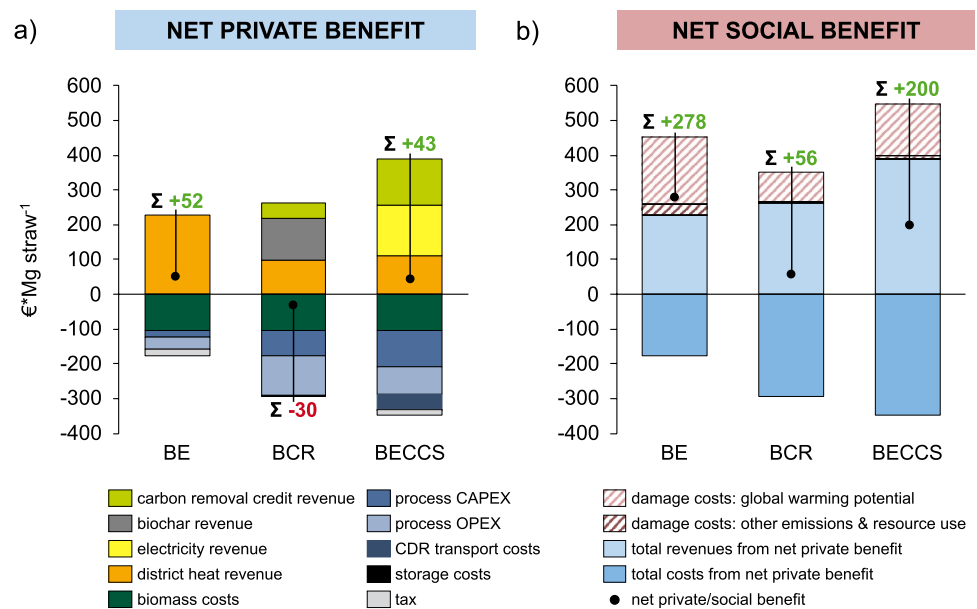 a)
NET PRIVATE BENEFIT
b)
NET SOCIAL BENEFIT
€*Mg straw-1
600
500
400
300
200
100
0
-100
-200
-300
-400
Σ +52
Σ -30
Σ +43
BE
BCR
BECCS
600
500
400
300
200
100
0
-100
-200
-300
-400
Σ +278
Σ +56
Σ +200
BE
BCR
BECCS
carbon removal credit revenue
biochar revenue
electricity revenue
district heat revenue
biomass costs
process CAPEX
process OPEX
CDR transport costs
storage costs
tax
damage costs: global warming potential
damage costs: other emissions & resource use
total revenues from net private benefit
total costs from net private benefit
net private/social benefit